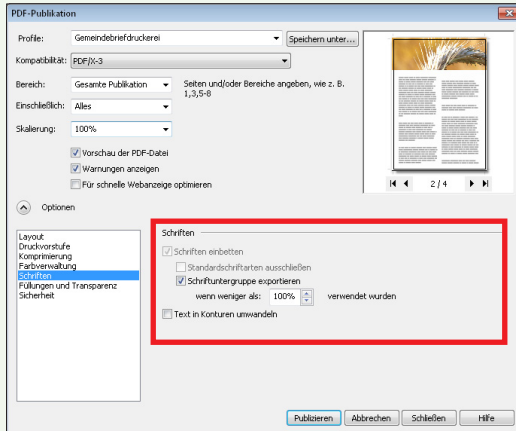 PDF-Publikation
Profile: Gemeindebriefdruckerei Speichern unter...
Kompatibilität: PDF/X-3
Bereich: Gesamte Publikation Seiten und/oder Bereiche angeben, wie z. B. 1,3,5-8
Einschließlich: Alles
Skalierung: 100%
Vorschau der PDF-Datei
Warnungen anzeigen
Für schnelle Webanzeige optimieren
2 / 4
Optionen
Layout
Druckvorstufe
Komprimierung
Farbverwaltung
Schriften
Füllungen und Transparenz
Sicherheit
Schriften
Schriften einbetten
Standardschriftarten ausschließen
Schriftuntergruppe exportieren
wenn weniger als: 100% verwendet wurden
Text in Konturen umwandeln
Publizieren Abbrechen Schließen Hilfe